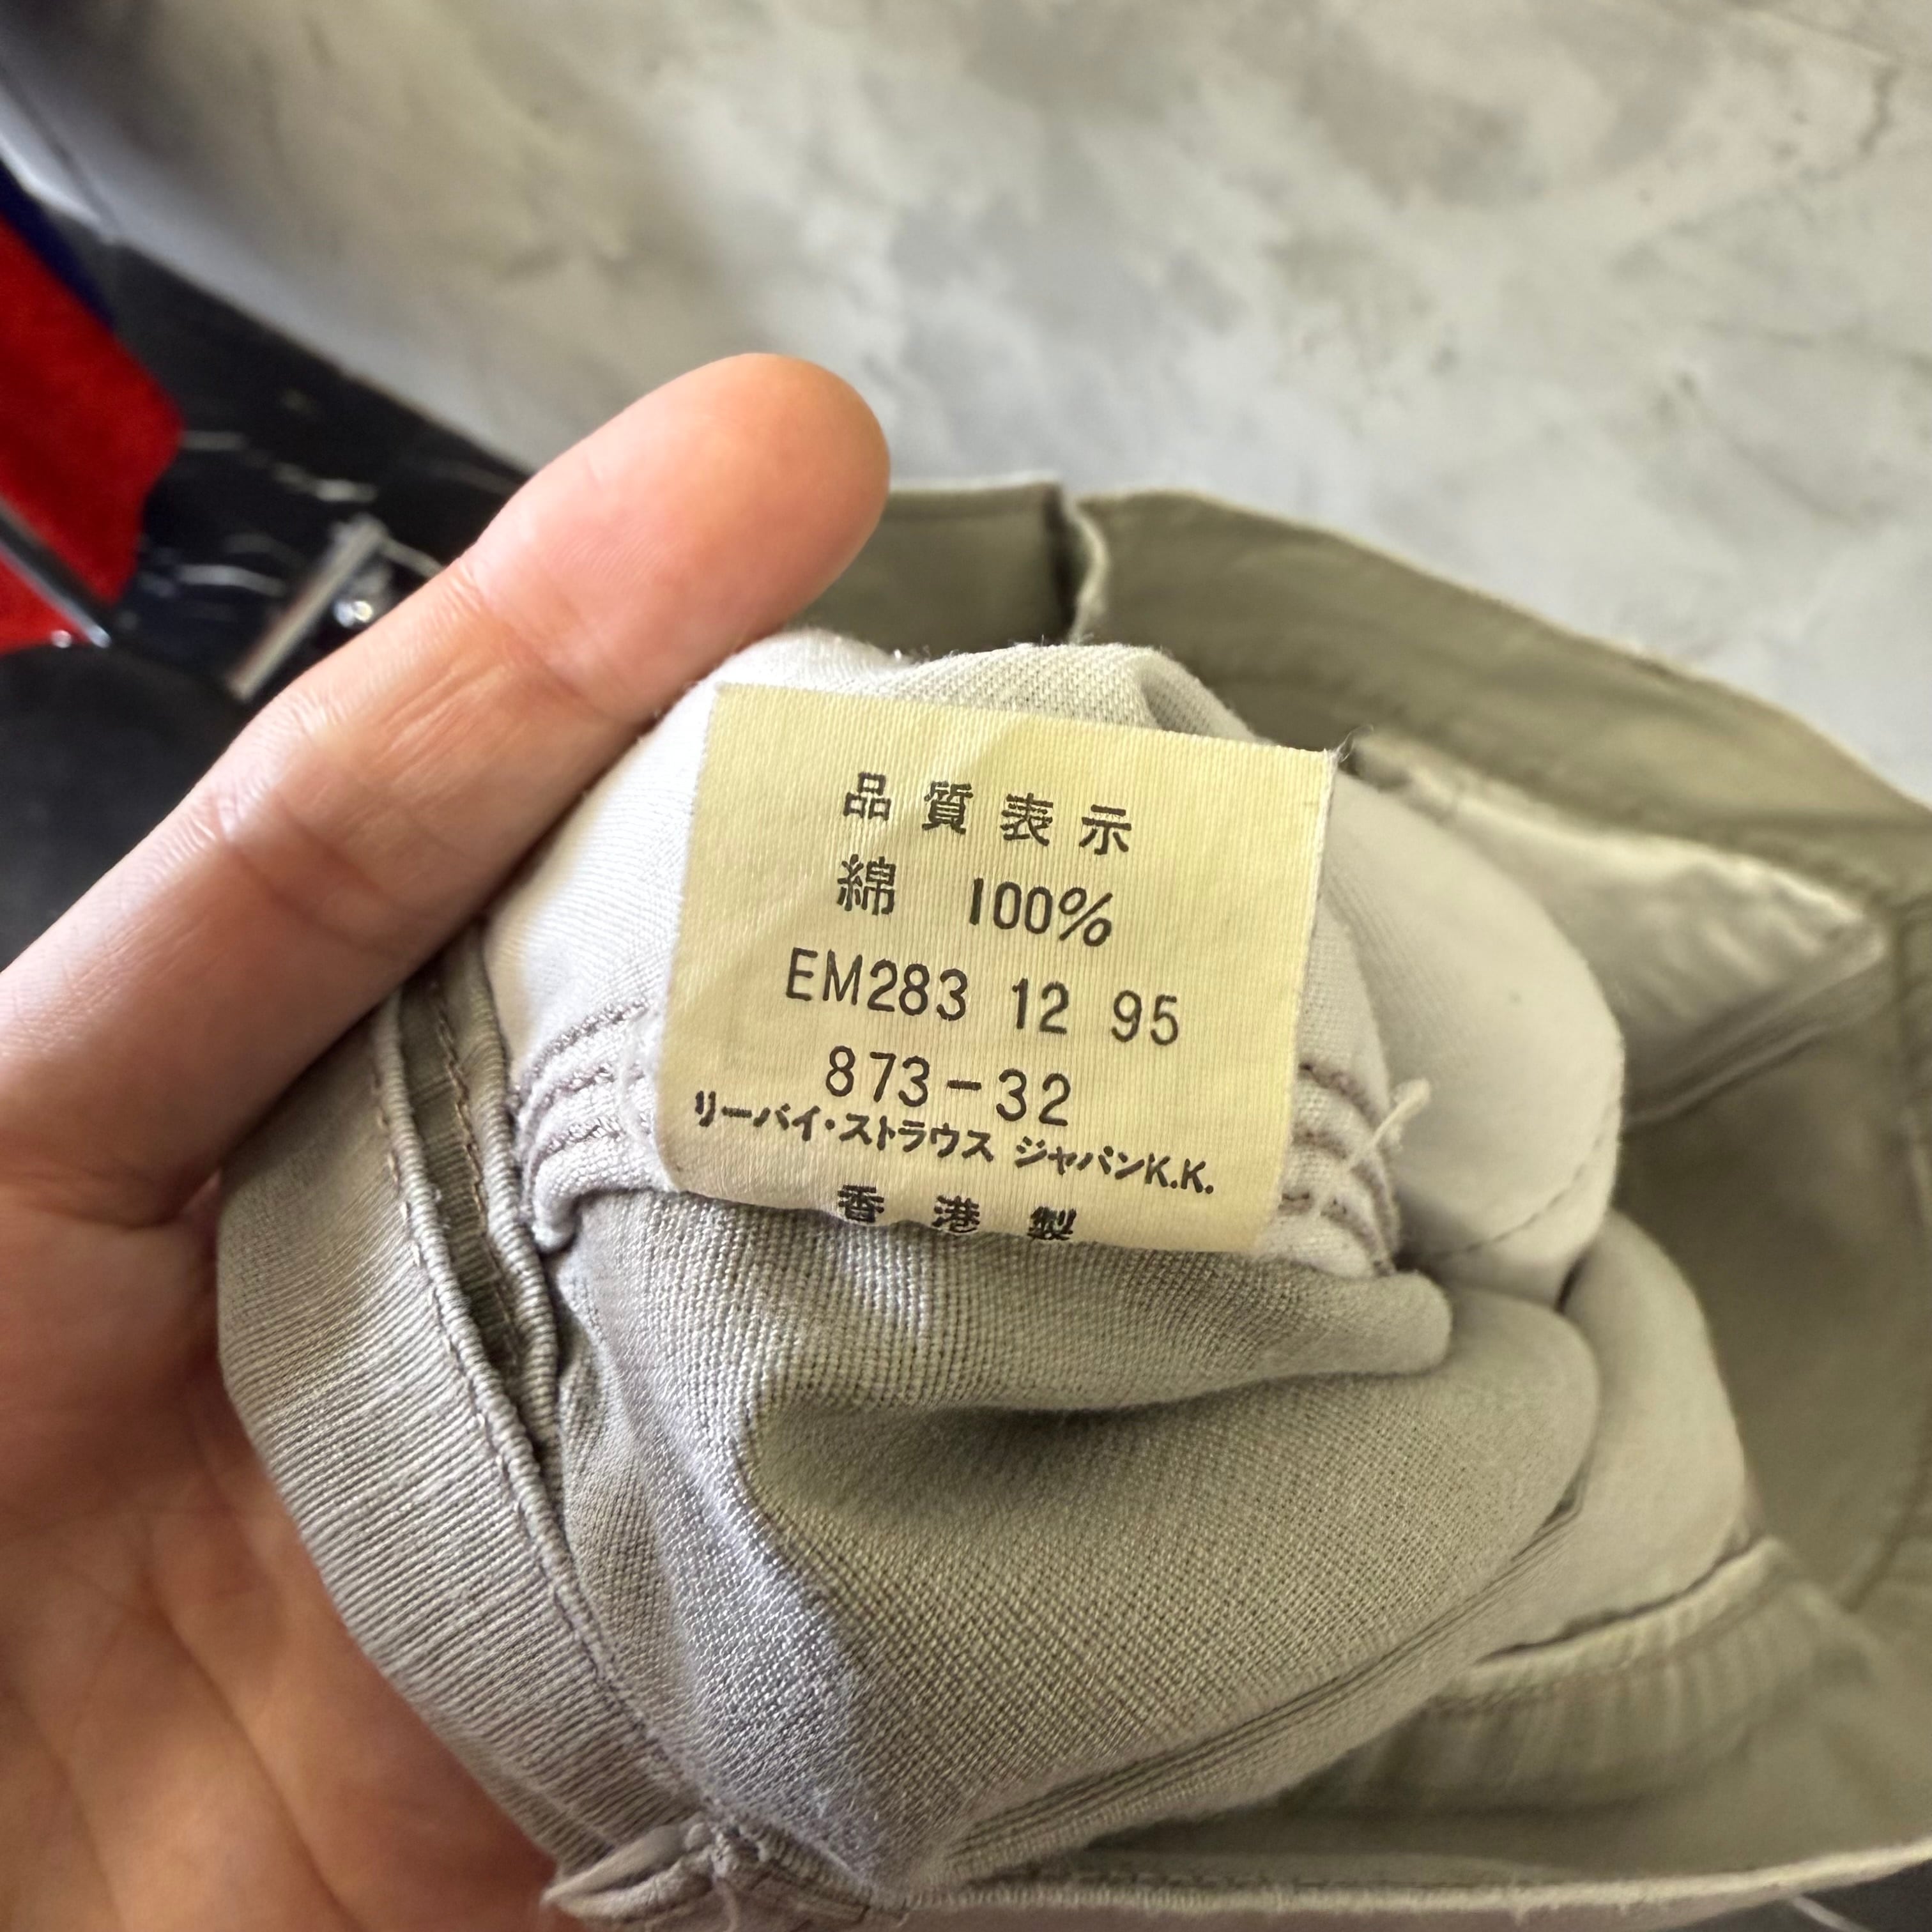 品質表示
綿 100%
EM283 12 95
873-32
リーバイ・ストラウス ジャパンK.K.
香港製